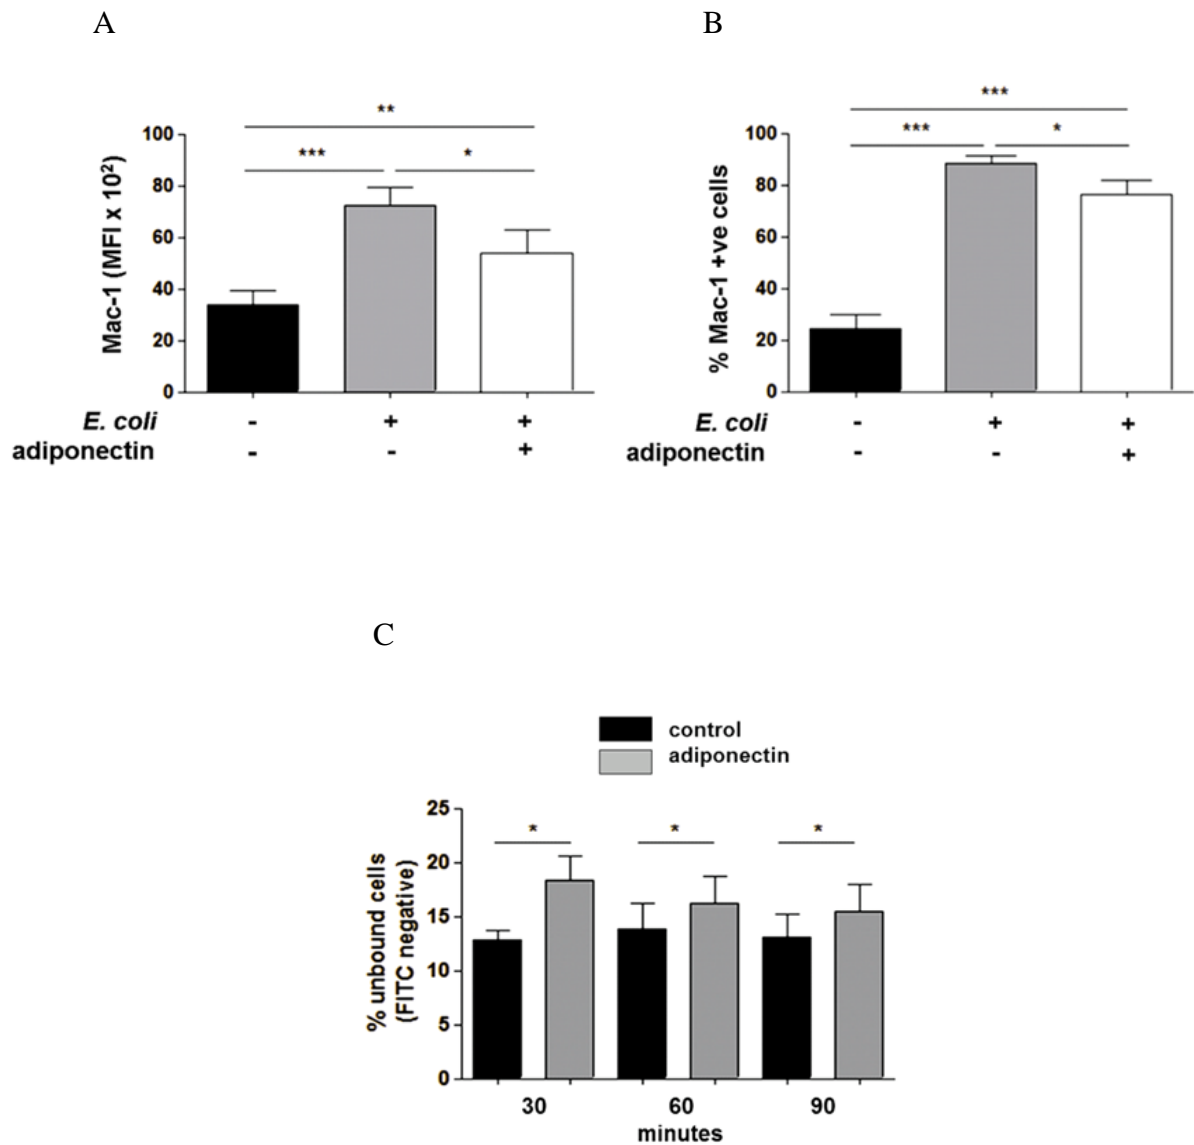 A
B
**
***
*
100
80
60
40
20
0
Mac-1 (MFI x 10²)
E. coli - + +
adiponectin - - +
***
***
*
100
80
60
40
20
0
% Mac-1 +ve cells
E. coli - + +
adiponectin - - +
C
control
adiponectin
* * *
25
20
15
10
5
0
% unbound cells
(FITC negative)
30 60 90
minutes